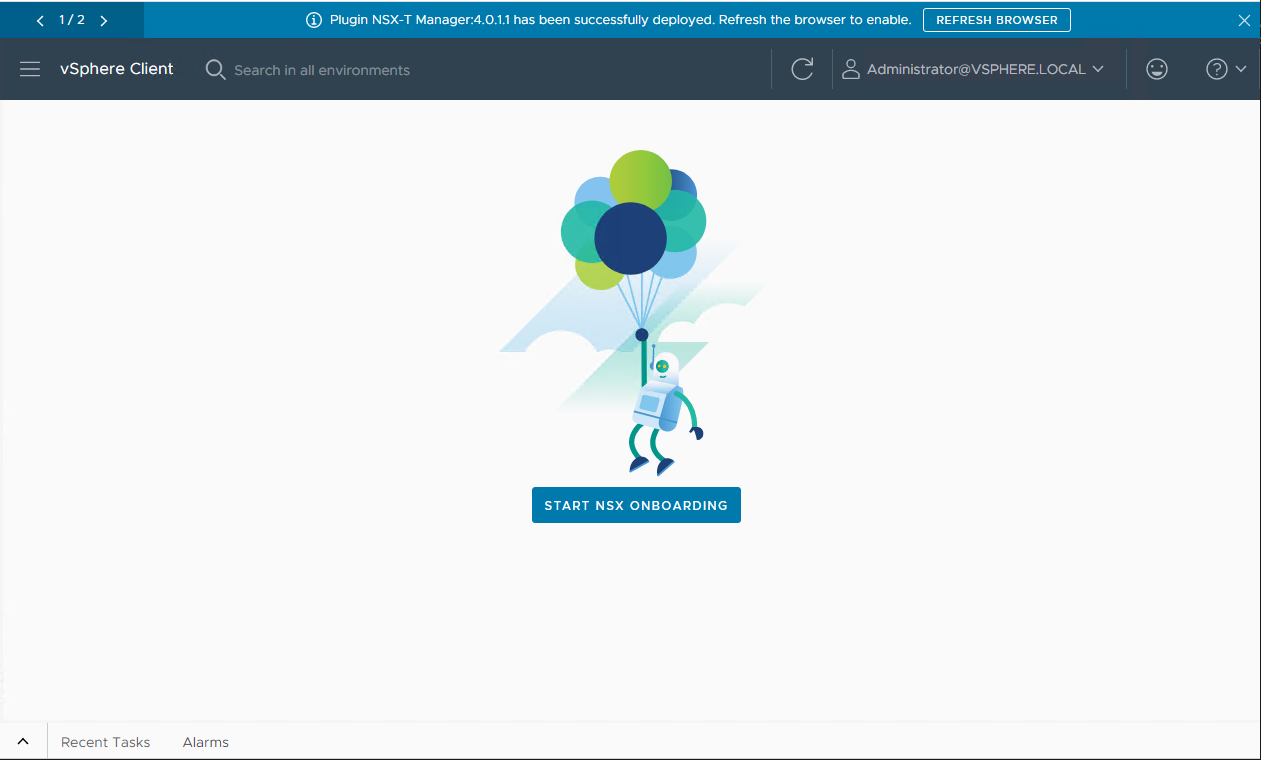 1 / 2
Plugin NSX-T Manager:4.0.1.1 has been successfully deployed. Refresh the browser to enable.
REFRESH BROWSER
vSphere Client
Search in all environments
Administrator@VSPHERE.LOCAL
START NSX ONBOARDING
Recent Tasks
Alarms